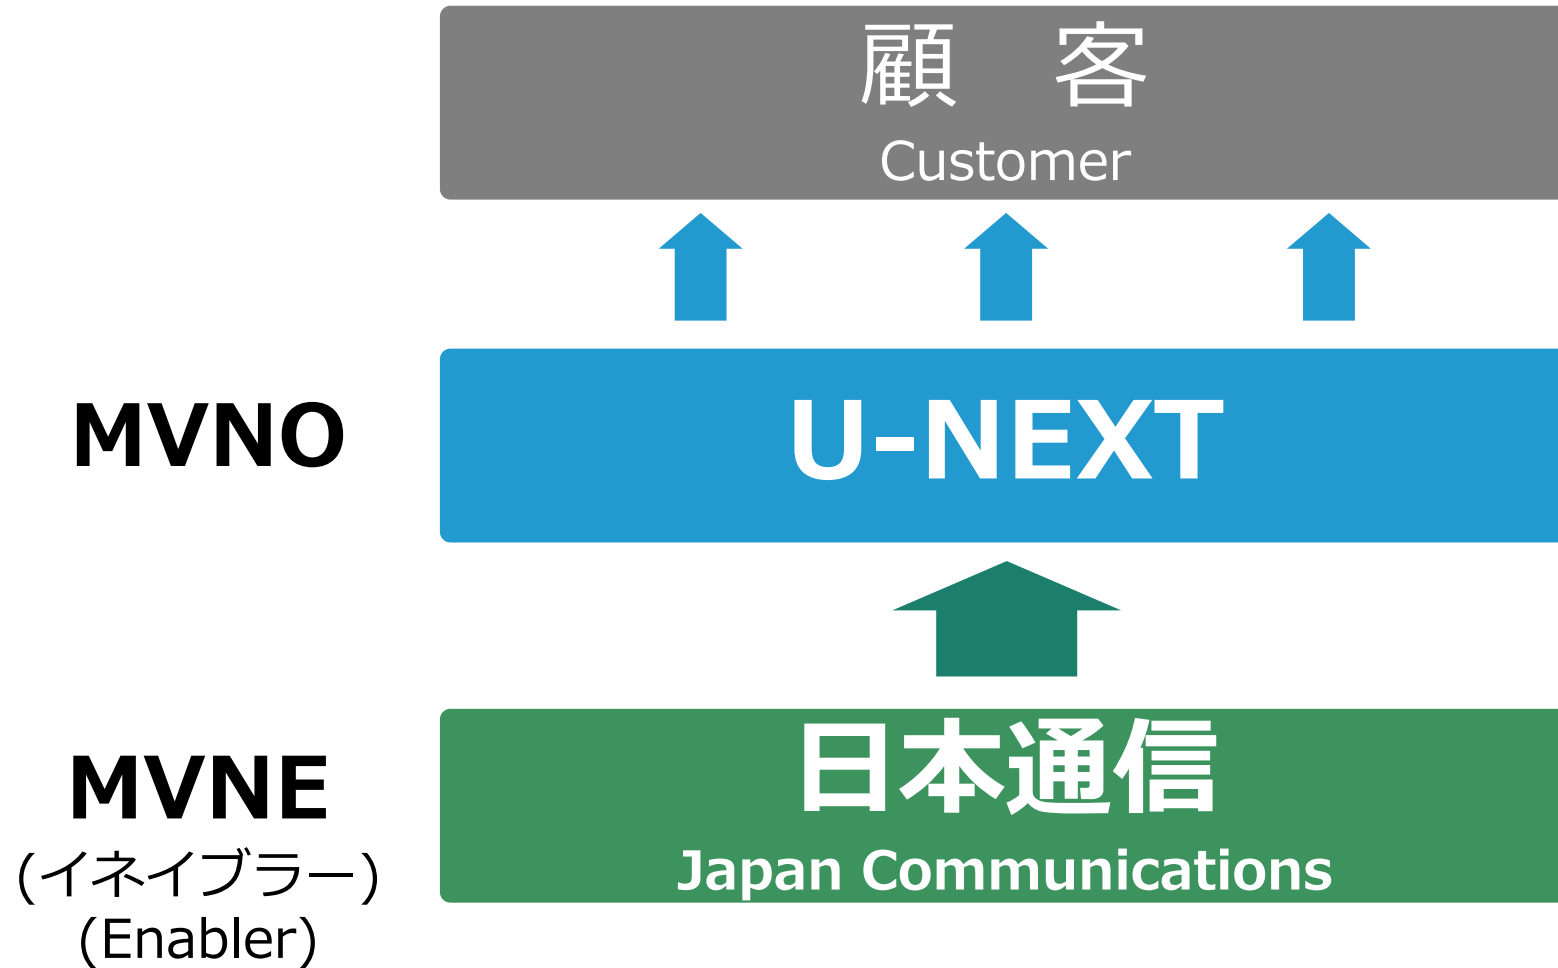 顧　客
Customer
MVNO
U-NEXT
MVNE
(イネイブラー)
(Enabler)
日本通信
Japan Communications